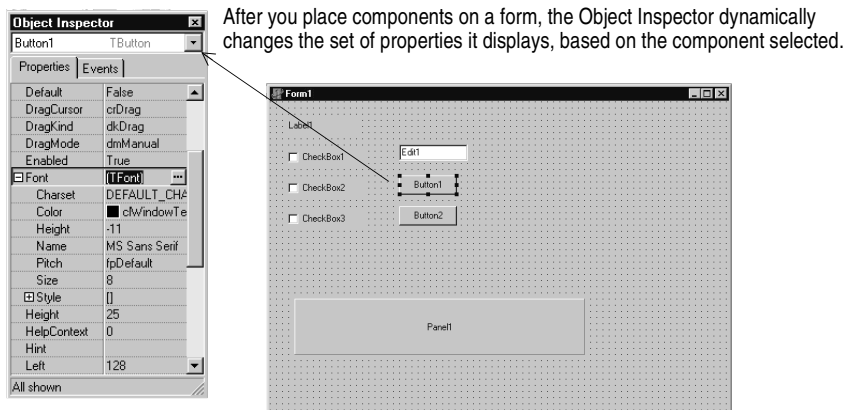 After you place components on a form, the Object Inspector dynamically
changes the set of properties it displays, based on the component selected.
Object Inspector
Button1 TButton
Properties Events
Default False
DragCursor crDrag
DragKind dkDrag
DragMode dmManual
Enabled True
Font (TFont)
Charset DEFAULT_CHA
Color clWindowTe
Height -11
Name MS Sans Serif
Pitch fpDefault
Size 8
Style []
Height 25
HelpContext 0
Hint
Left 128
All shown
Form1
Label1
CheckBox1 Edit1
CheckBox2 Button1
CheckBox3 Button2
Panel1